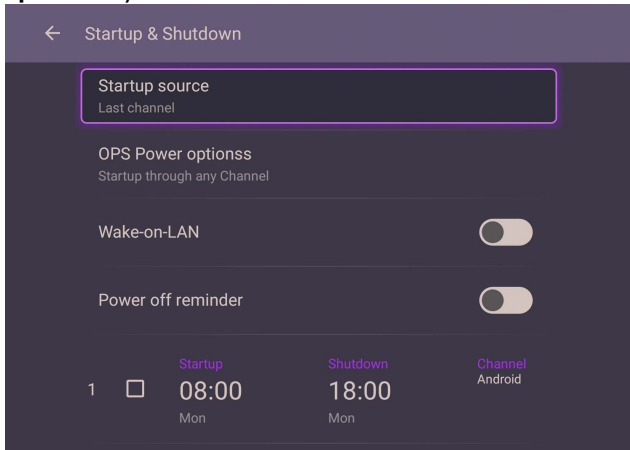 Startup & Shutdown
Startup source
Last channel
OPS Power optionss
Startup through any Channel
Wake-on-LAN
Power off reminder
Startup Shutdown Channel
1 08:00 18:00 Android
Mon Mon